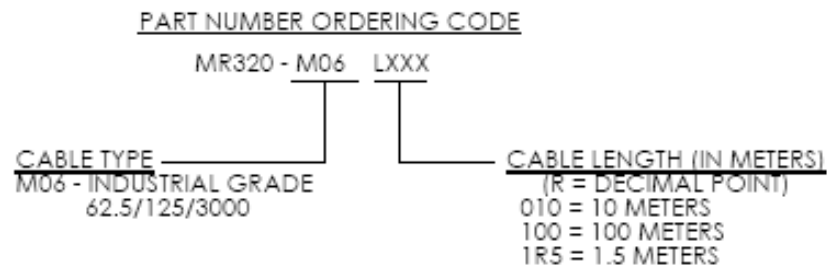 PART NUMBER ORDERING CODE
MR320 - M06 LXXX
CABLE TYPE
M06 - INDUSTRIAL GRADE
62.5/125/3000
CABLE LENGTH (IN METERS)
(R = DECIMAL POINT)
010 = 10 METERS
100 = 100 METERS
1R5 = 1.5 METERS